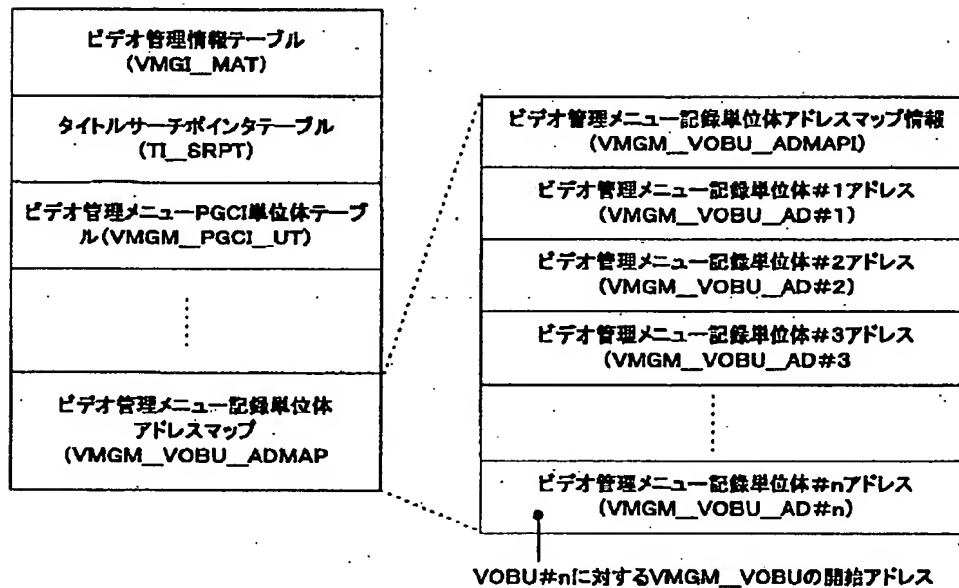 ビデオ管理情報テーブル
(VMGI__MAT)
タイトルサーチポインタテーブル
(TI__SRPT)
ビデオ管理メニューPGCI単位体テーブ
ル(VMGM__PGCI__UT)
ビデオ管理メニュー記録単位体
アドレスマップ
(VMGM__VOBU__ADMAP
ビデオ管理メニュー記録単位体アドレスマップ情報
(VMGM__VOBU__ADMAPI)
ビデオ管理メニュー記録単位体#1アドレス
(VMGM__VOBU__AD#1)
ビデオ管理メニュー記録単位体#2アドレス
(VMGM__VOBU__AD#2)
ビデオ管理メニュー記録単位体#3アドレス
(VMGM__VOBU__AD#3
ビデオ管理メニュー記録単位体#nアドレス
(VMGM__VOBU__AD#n)
VOBU#nに対するVMGM__VOBUの開始アドレス